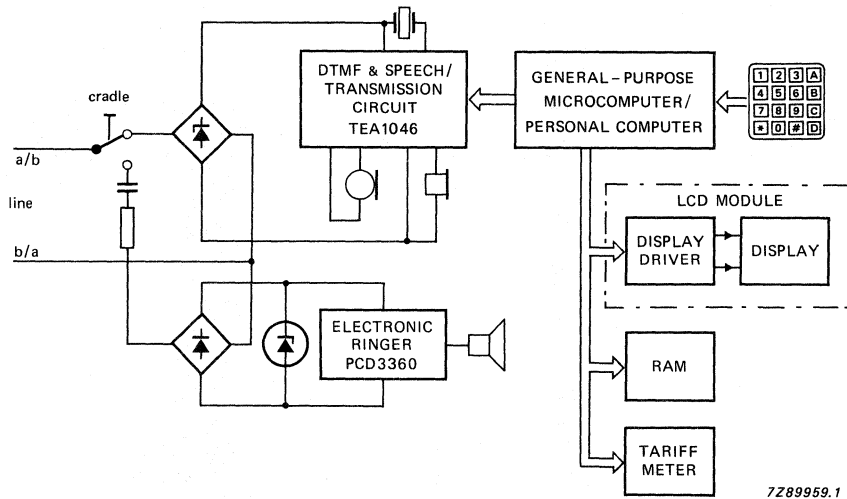 DTMF & SPEECH/
TRANSMISSION
CIRCUIT
TEA1046
GENERAL-PURPOSE
MICROCOMPUTER/
PERSONAL COMPUTER
1 2 3 A
4 5 6 B
7 8 9 C
* 0 # D
cradle
a/b
line
b/a
LCD MODULE
DISPLAY
DRIVER
DISPLAY
ELECTRONIC
RINGER
PCD3360
RAM
TARIFF
METER
7Z89959.1